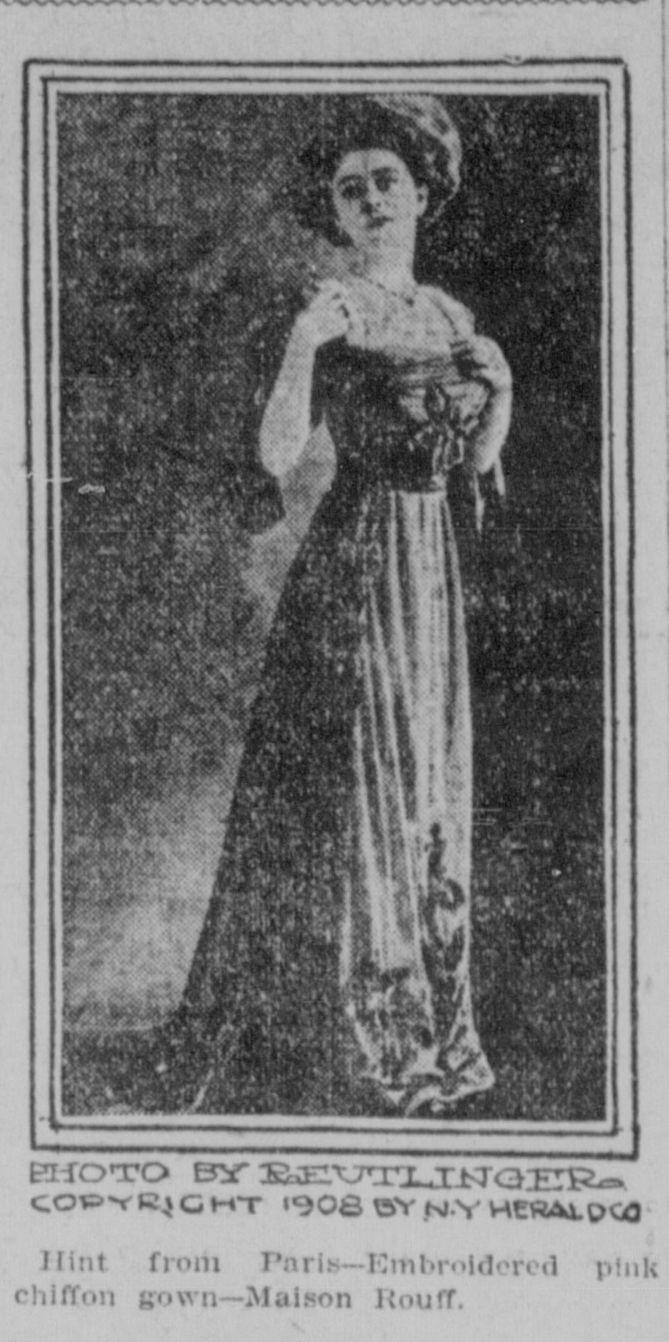 PHOTO BY REUTLINGER
COPYRIGHT 1908 BY N.Y HERALD CO.
Hint from Paris—Embroidered pink
chiffon gown—Maison Rouff.